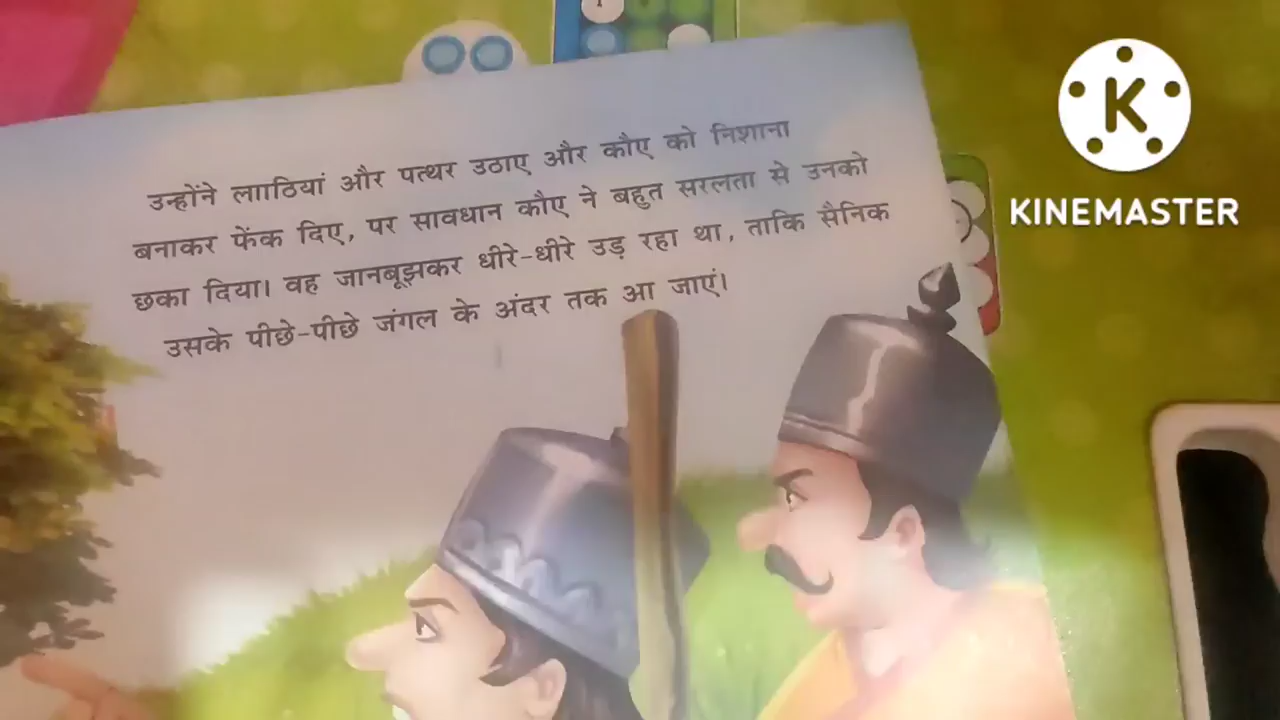 उन्होंने लााठियां और पत्थर उठाए और कौए को निशाना
बनाकर फेंक दिए, पर सावधान कौए ने बहुत सरलता से उनको
छका दिया। वह जानबूझकर धीरे-धीरे उड़ रहा था, ताकि सैनिक
उसके पीछे-पीछे जंगल के अंदर तक आ जाएं।
K
KINEMASTER